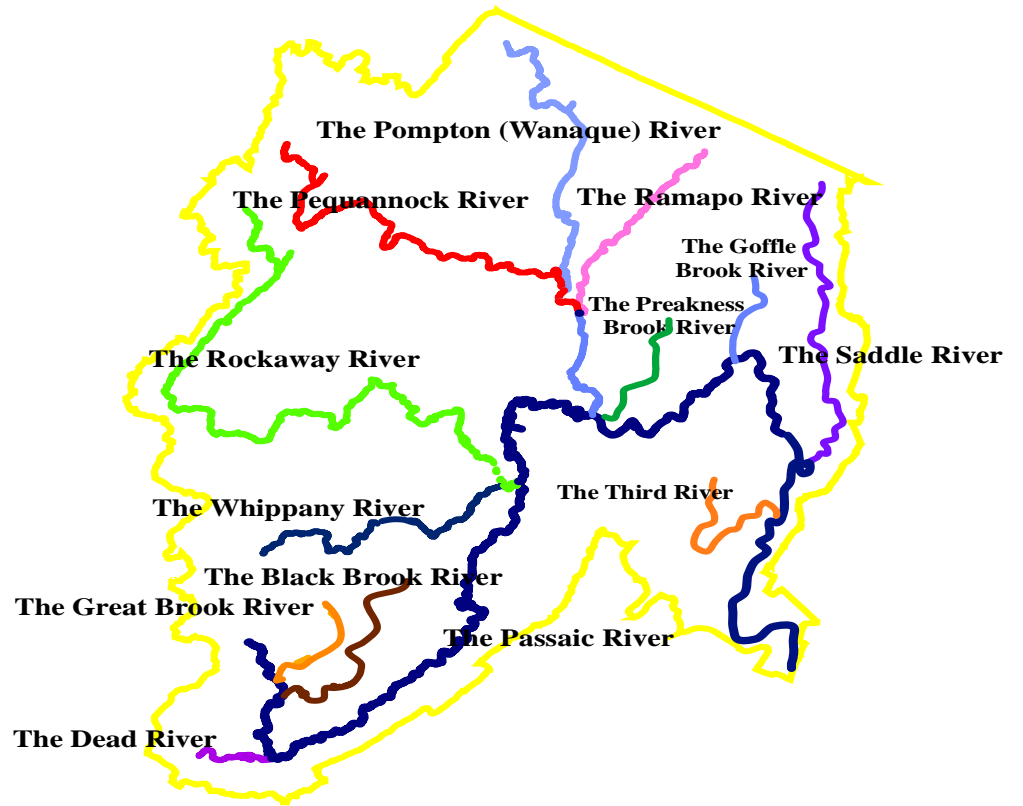 The Pompton (Wanaque) River
The Pequannock River
The Ramapo River
The Goffle
Brook River
The Preakness
Brook River
The Rockaway River
The Saddle River
The Third River
The Whippany River
The Black Brook River
The Great Brook River
The Passaic River
The Dead River